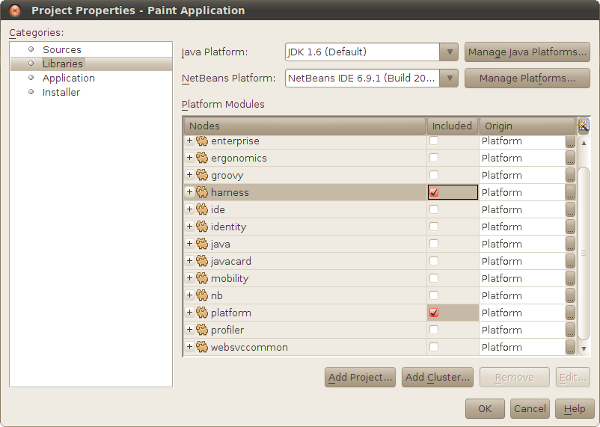 Project Properties - Paint Application
Categories:
Sources
Libraries
Application
Installer
Java Platform: JDK 1.6 (Default) Manage Java Platforms...
NetBeans Platform: NetBeans IDE 6.9.1 (Build 20... Manage Platforms...
Platform Modules
Nodes Included Origin
enterprise Platform ...
ergonomics Platform ...
groovy Platform ...
harness Platform ...
ide Platform ...
identity Platform ...
java Platform ...
javacard Platform ...
mobility Platform ...
nb Platform ...
platform Platform ...
profiler Platform ...
websvccommon Platform ...
Add Project... Add Cluster... Remove Edit...
OK Cancel Help